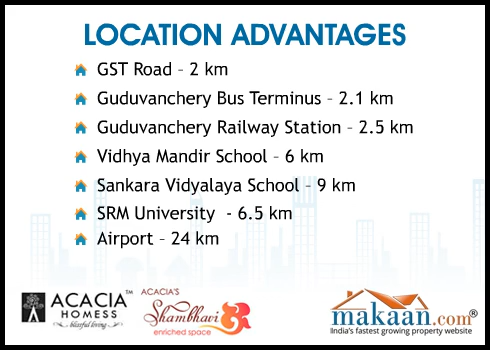 LOCATION ADVANTAGES
GST Road – 2 km
Guduvanchery Bus Terminus – 2.1 km
Guduvanchery Railway Station – 2.5 km
Vidhya Mandir School – 6 km
Sankara Vidyalaya School – 9 km
SRM University - 6.5 km
Airport – 24 km
ACACIA™
HOMESS
blissful living
ACACIA'S
Shambhavi
enriched space
makaan.com®
India's fastest growing property website